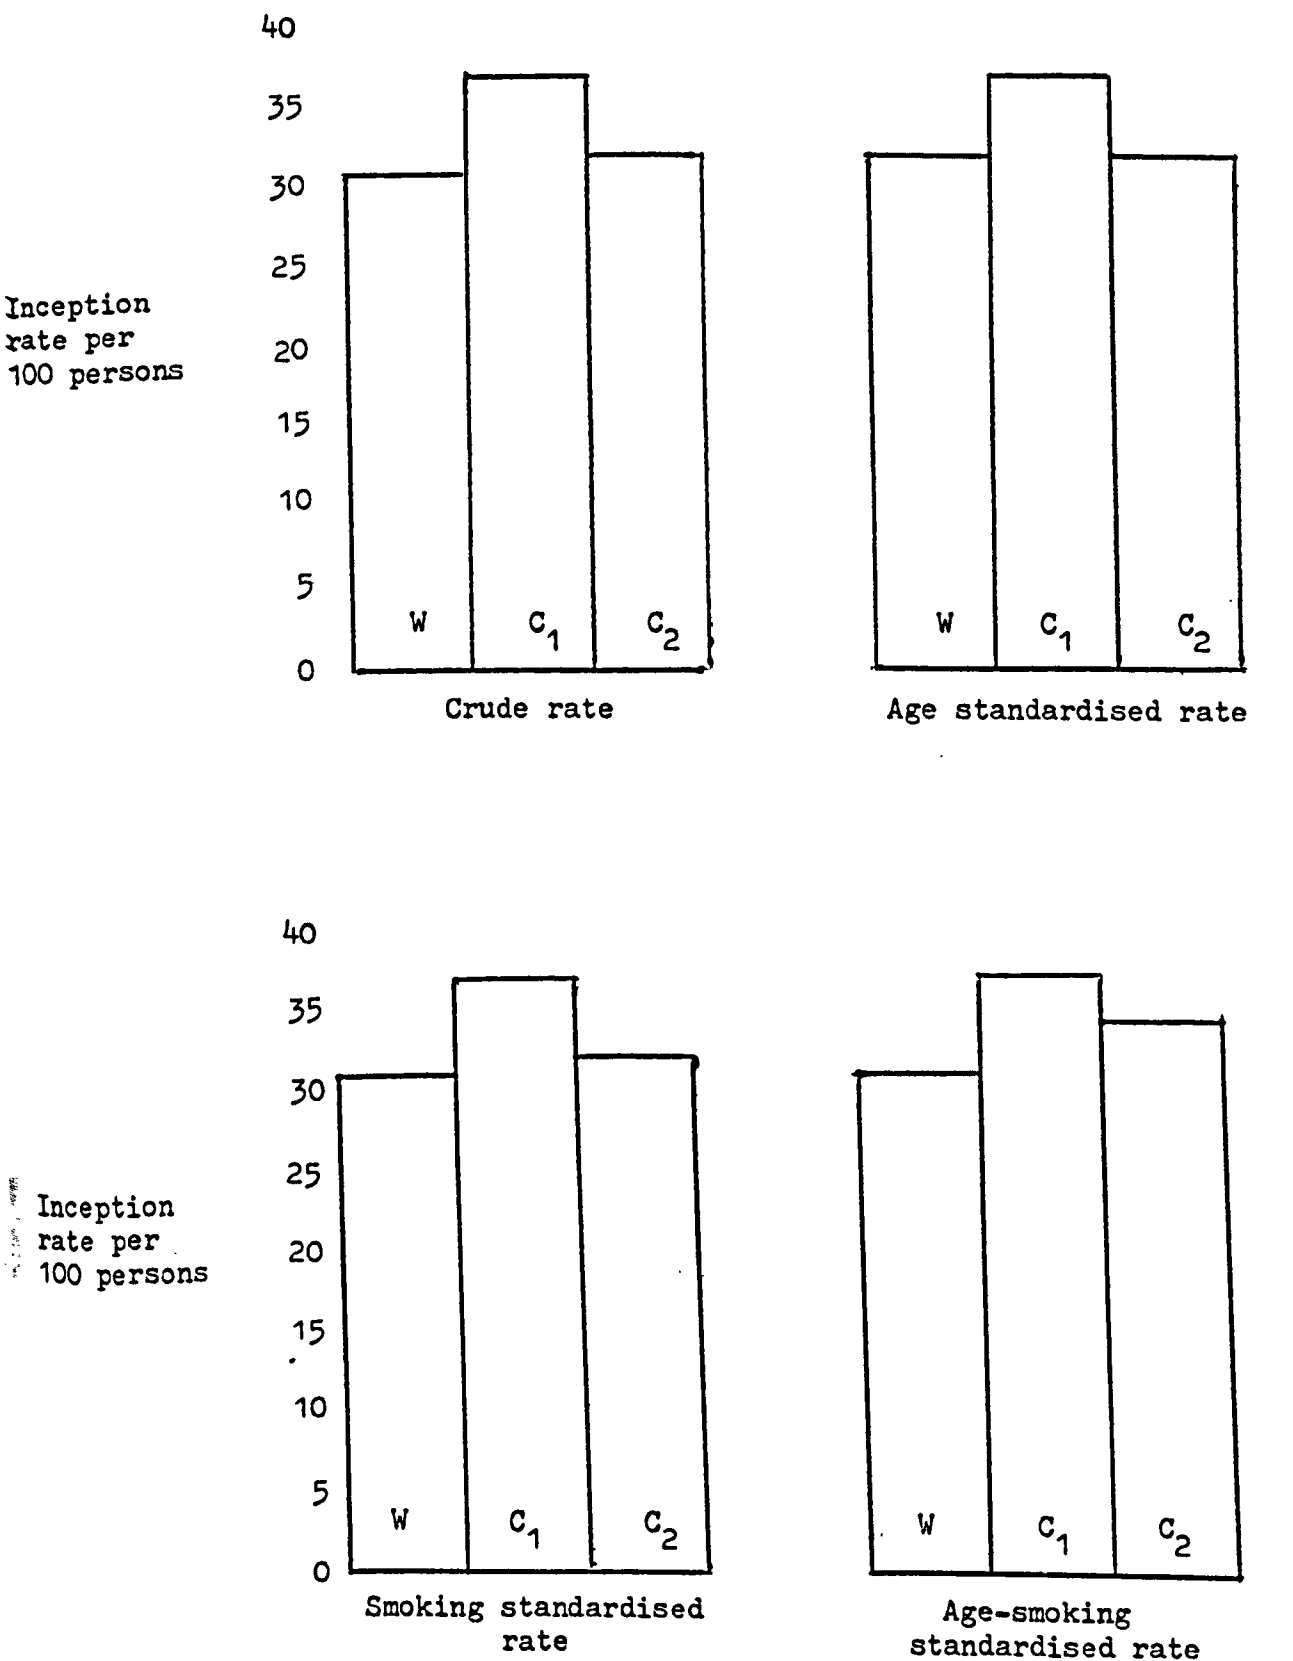 40
35
30
25
Inception
rate per
100 persons
20
15
10
5
0
W C1 C2
W C1 C2
Crude rate
Age standardised rate
40
35
30
25
Inception
rate per
100 persons
20
15
10
5
0
W C1 C2
W C1 C2
Smoking standardised
rate
Age-smoking
standardised rate